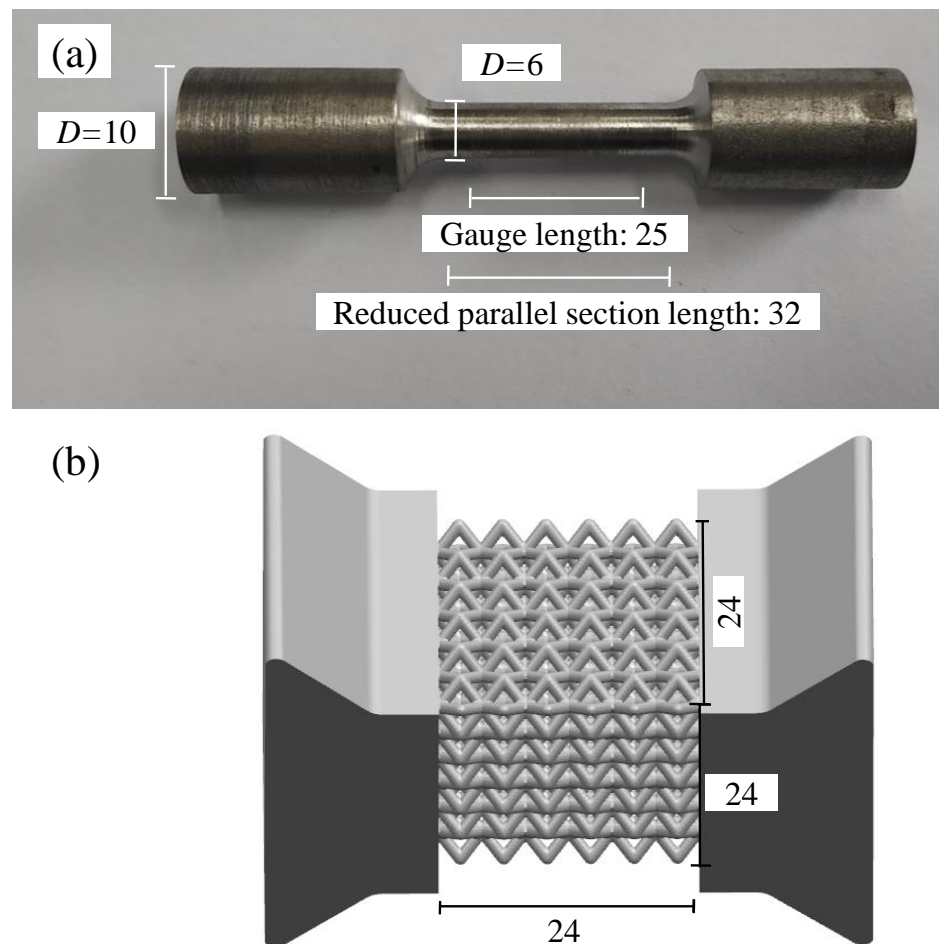 (a)
D=6
D=10
Gauge length: 25
Reduced parallel section length: 32
(b)
24
24
24